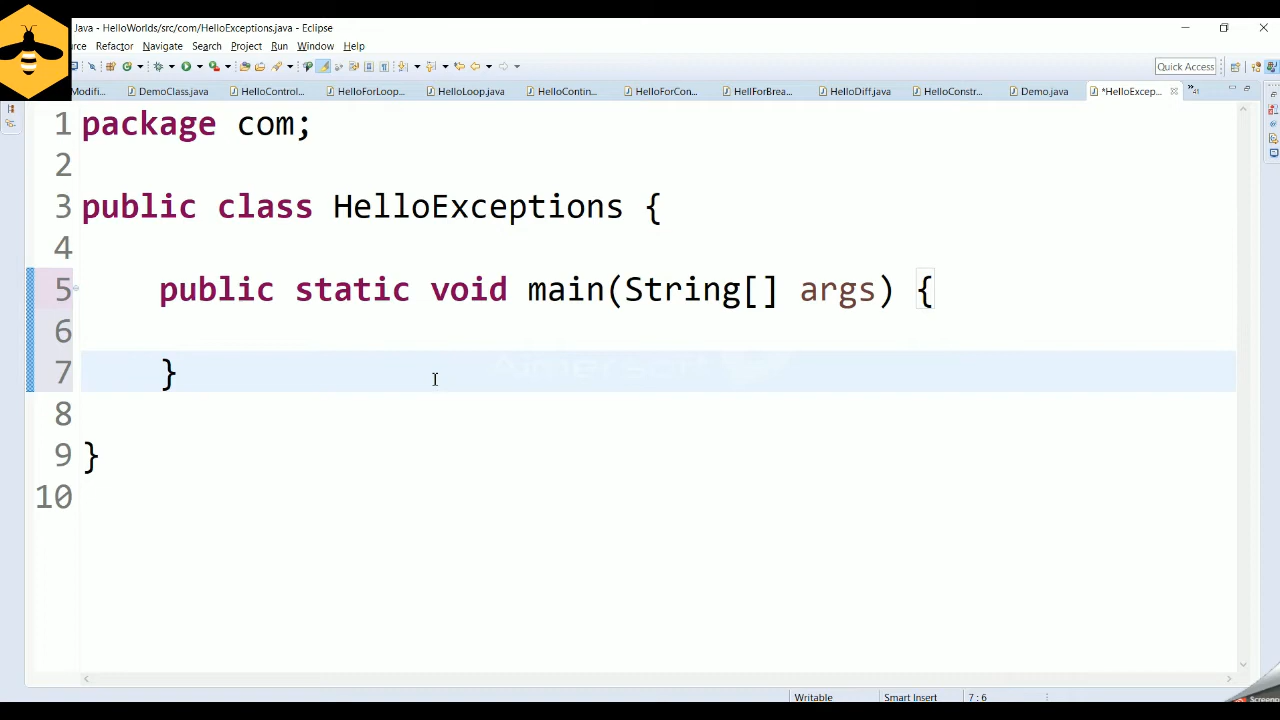 Java - HelloWorlds/src/com/HelloExceptions.java - Eclipse
urce Refactor Navigate Search Project Run Window Help
Quick Access
Modifi... DemoClass.java HelloControl... HelloForLoop... HelloLoop.java HelloContin... HelloForCon... HellForBrea... HelloDiff.java HelloConstr... Demo.java *HelloExcep...
1 package com;
2
3 public class HelloExceptions {
4
5 public static void main(String[] args) {
6
7 }
8
9 }
10
Writable Smart Insert 7 : 6